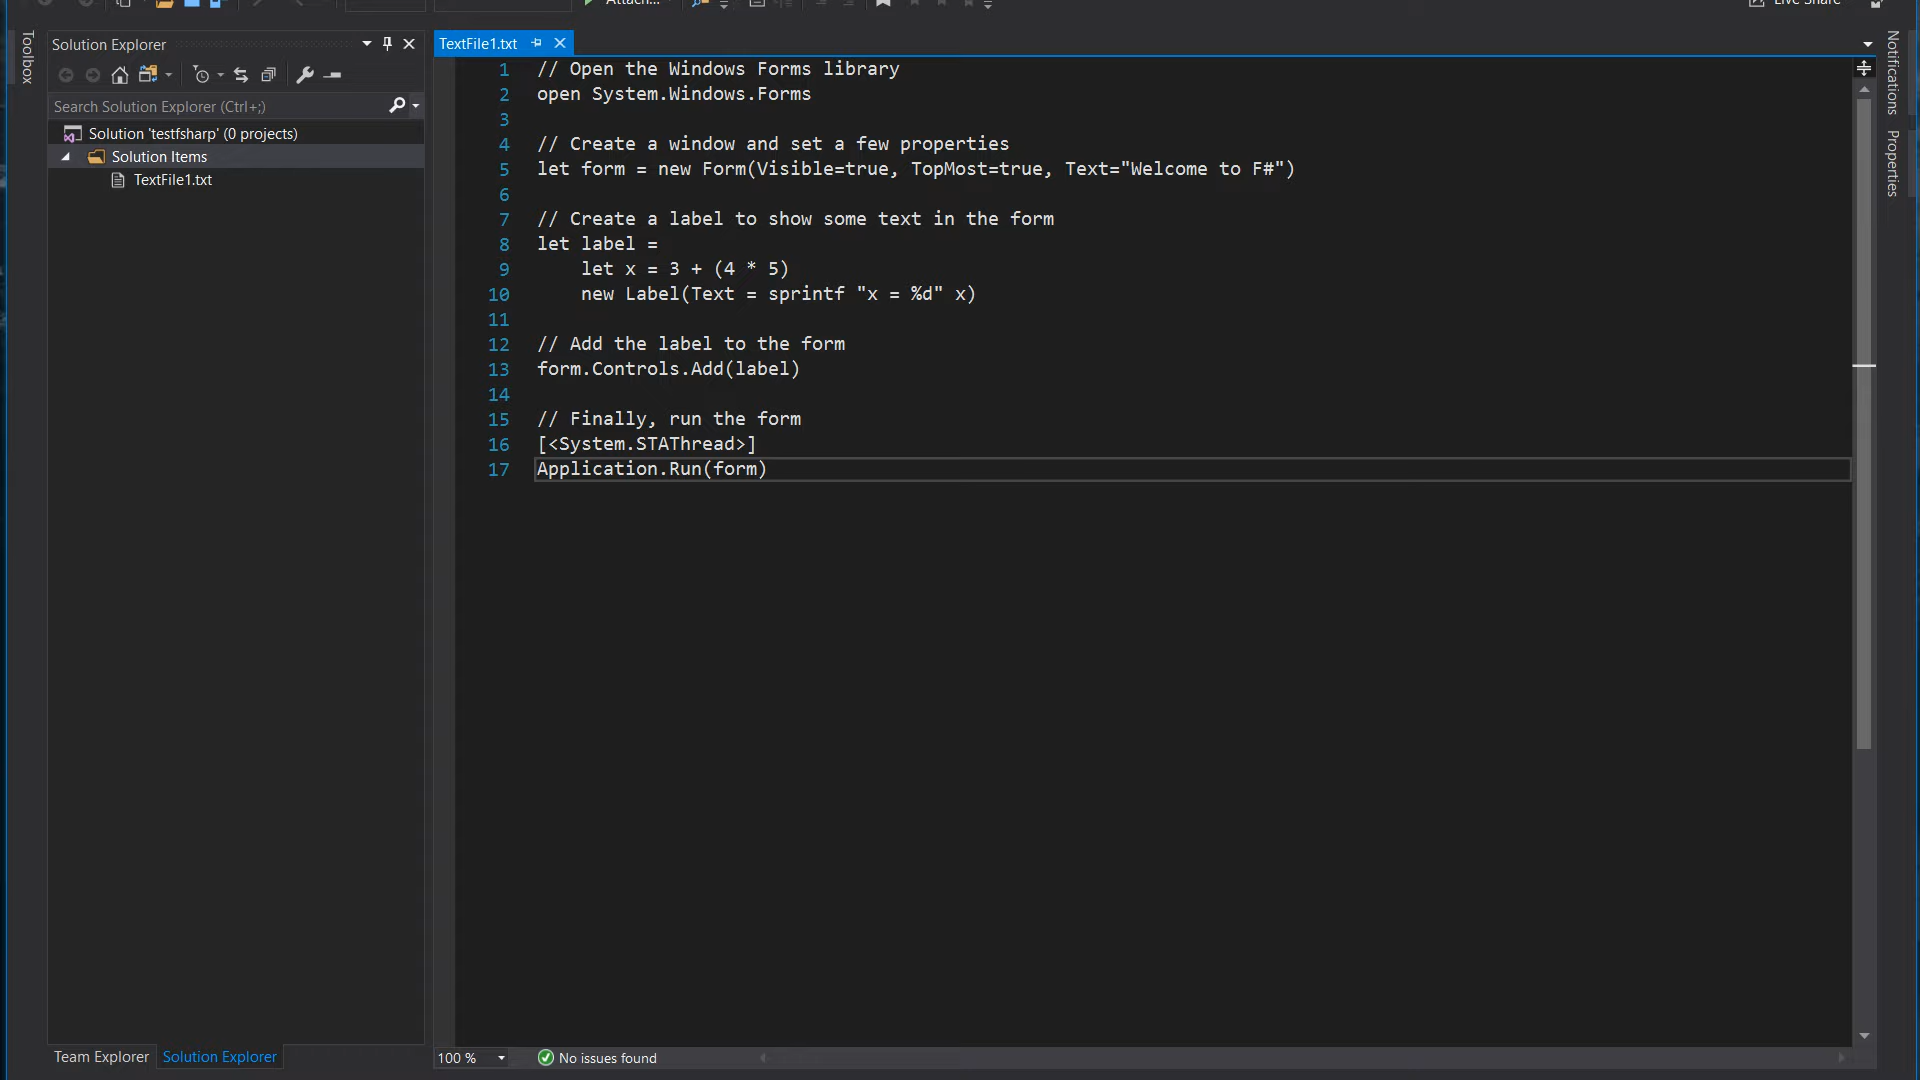 Attach...
Live Share
Toolbox
Solution Explorer
Search Solution Explorer (Ctrl+;)
Solution 'testfsharp' (0 projects)
Solution Items
TextFile1.txt
Team Explorer
Solution Explorer
TextFile1.txt
1 // Open the Windows Forms library
2 open System.Windows.Forms
3
4 // Create a window and set a few properties
5 let form = new Form(Visible=true, TopMost=true, Text="Welcome to F#")
6
7 // Create a label to show some text in the form
8 let label =
9     let x = 3 + (4 * 5)
10     new Label(Text = sprintf "x = %d" x)
11
12 // Add the label to the form
13 form.Controls.Add(label)
14
15 // Finally, run the form
16 [<System.STAThread>]
17 Application.Run(form)
100 %
No issues found
Notifications
Properties